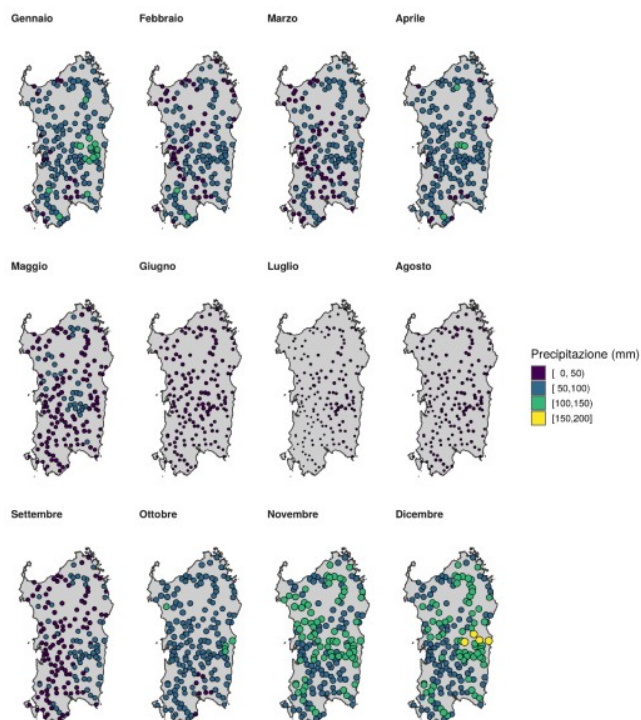 Gennaio
Febbraio
Marzo
Aprile
Maggio
Giugno
Luglio
Agosto
Precipitazione (mm)
[ 0, 50)
[ 50,100)
[100,150)
[150,200]
Settembre
Ottobre
Novembre
Dicembre